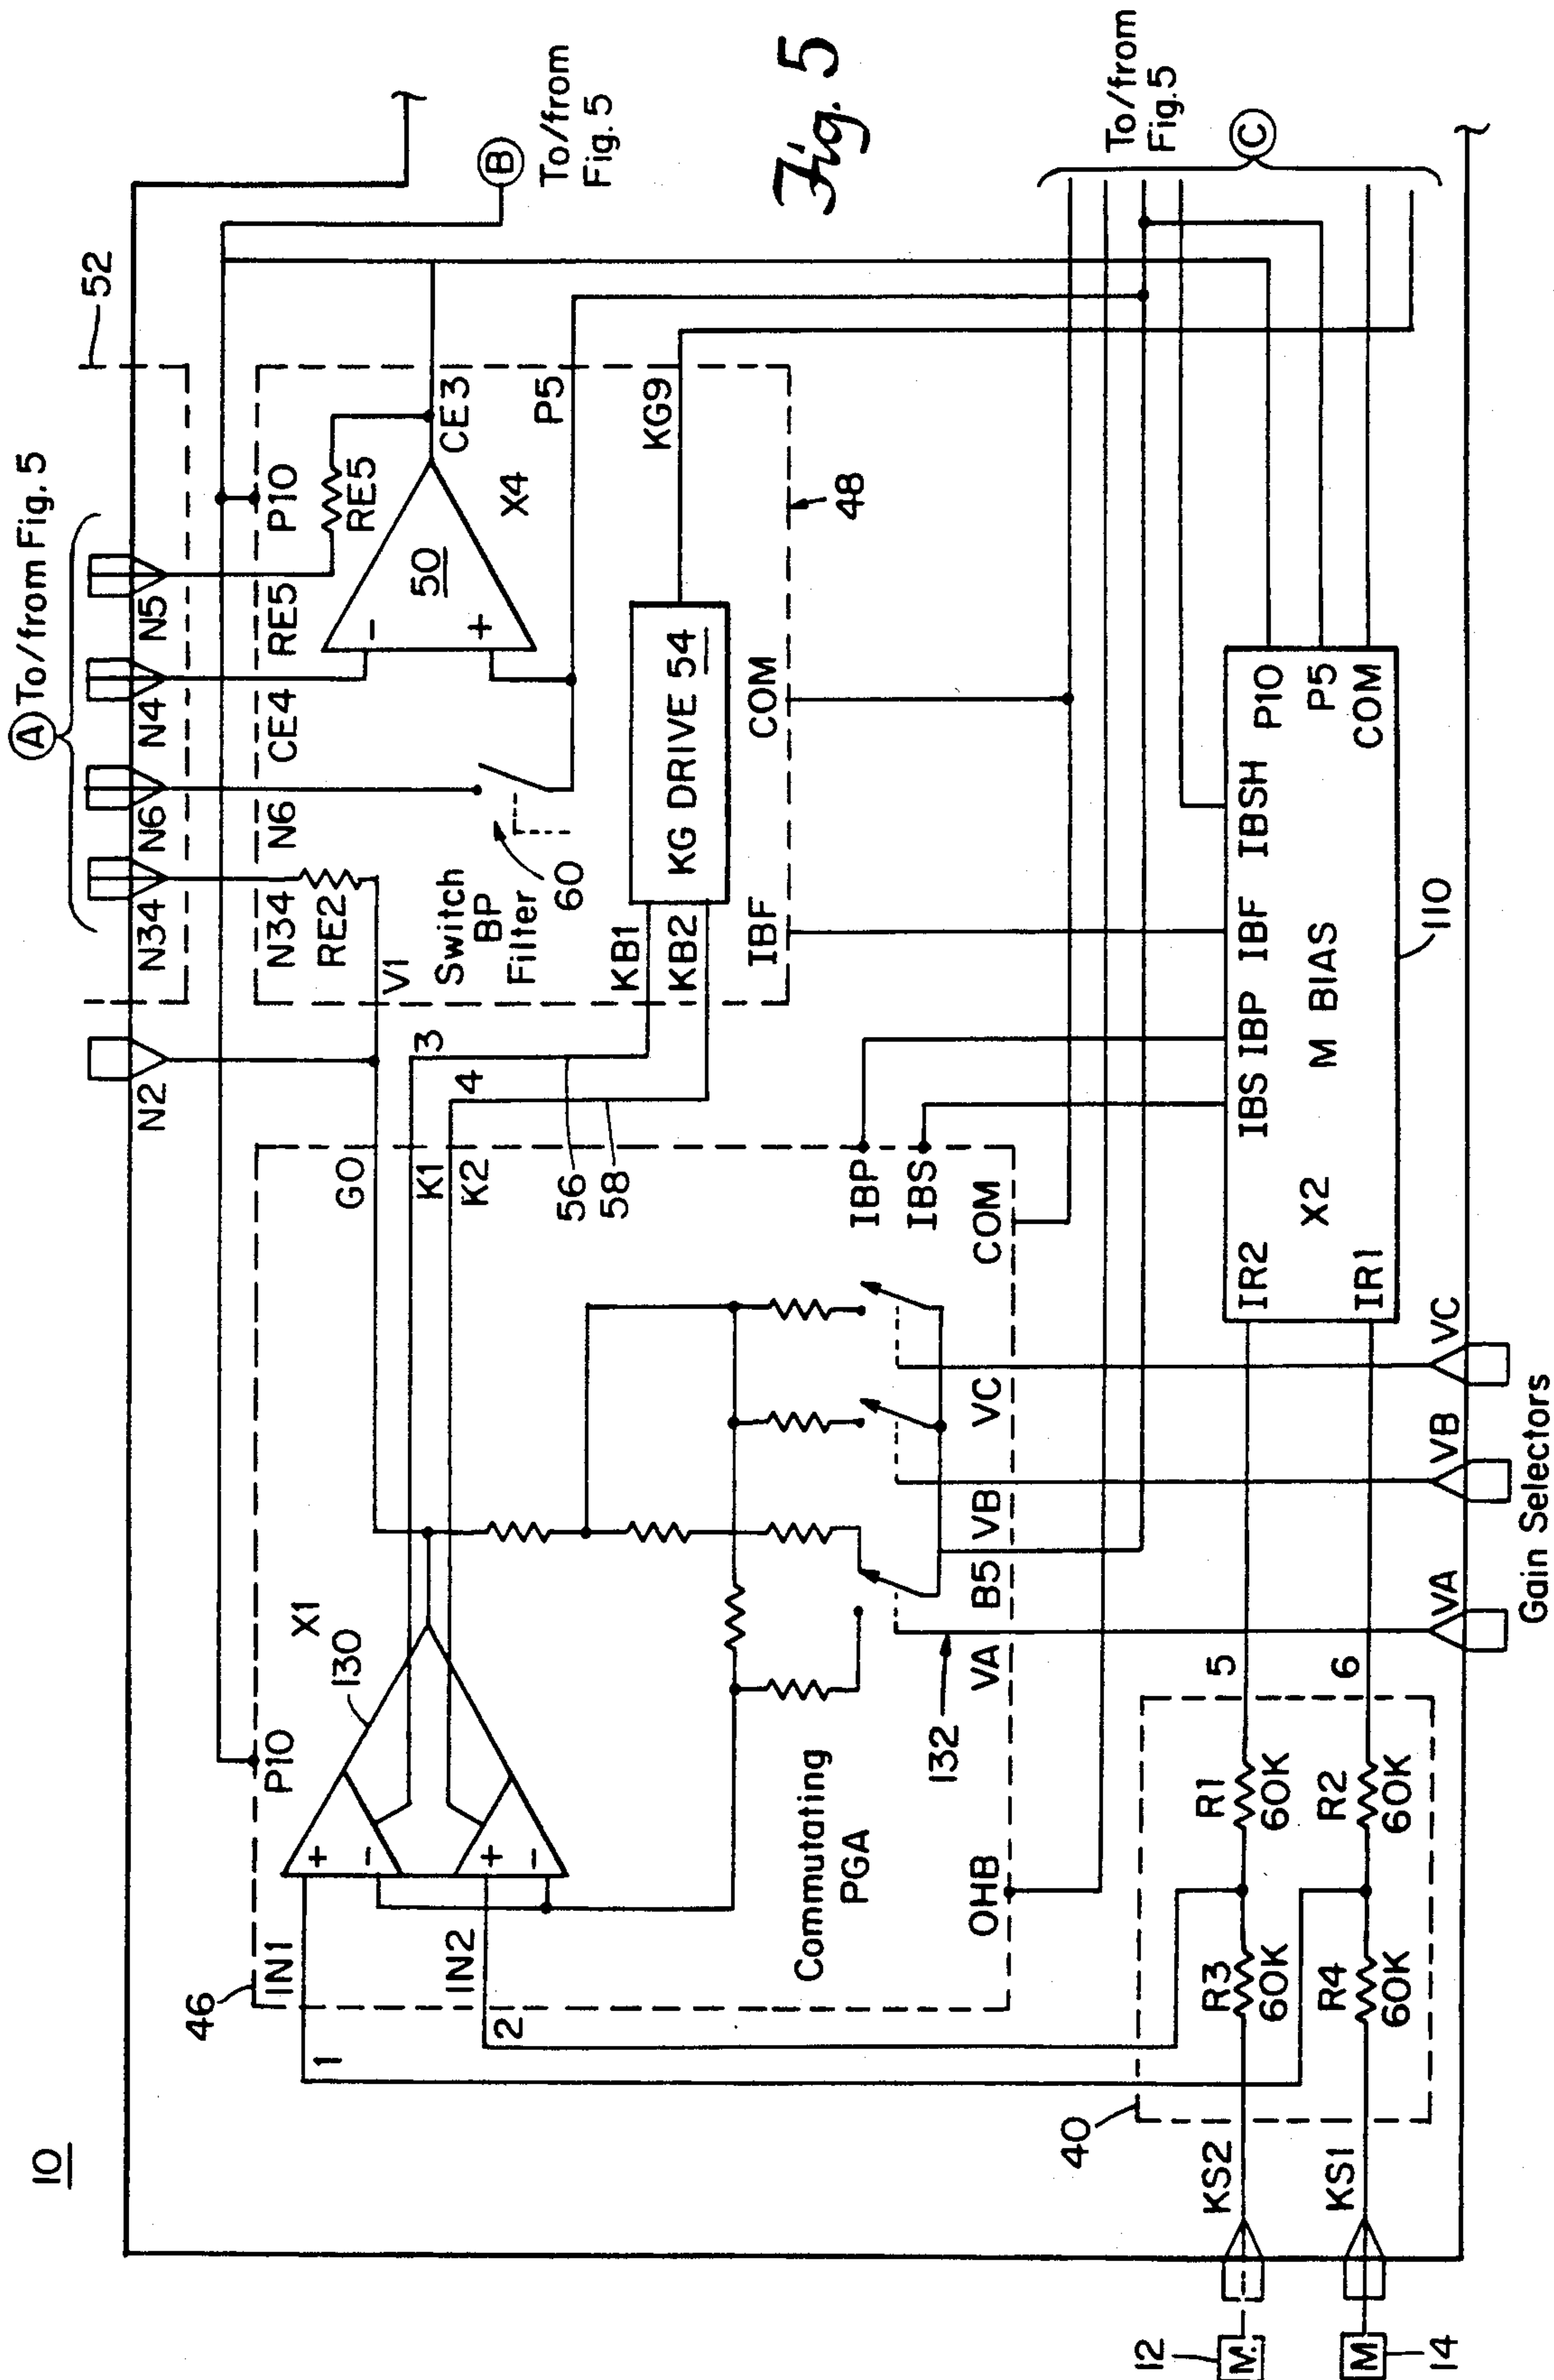 10
52
(A) To/from Fig. 5
N2
N34
N6
N4
N5
(B)
To/from
Fig. 5
Fig. 5
46
IN1
P10
X1
130
IN2
1
2
GO
K1
K2
3
4
56
58
V1
N34
RE2
N6
CE4
RE5
P10
RE5
50
-
+
CE3
X4
P5
Switch
BP
Filter
60
KB1
KB2
KG DRIVE 54
KG9
IBF
COM
48
+
-
+
-
Commutating
PGA
132
OHB
VA
B5
VB
VC
COM
IBP
IBS
To/from
Fig. 5
(C)
40
R3
60K
R1
60K
R4
60K
R2
60K
5
6
KS2
KS1
12
M
14
M
IR2
IR1
X2
M BIAS
IBS
IBP
IBF
IBSH
P10
P5
COM
110
VA
VB
VC
Gain Selectors